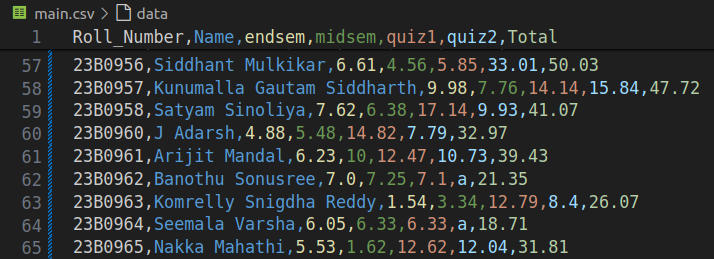 main.csv > data
1 Roll_Number,Name,endsem,midsem,quiz1,quiz2,Total
57 23B0956,Siddhant Mulkikar,6.61,4.56,5.85,33.01,50.03
58 23B0957,Kunumalla Gautam Siddharth,9.98,7.76,14.14,15.84,47.72
59 23B0958,Satyam Sinoliya,7.62,6.38,17.14,9.93,41.07
60 23B0960,J Adarsh,4.88,5.48,14.82,7.79,32.97
61 23B0961,Arijit Mandal,6.23,10,12.47,10.73,39.43
62 23B0962,Banothu Sonusree,7.0,7.25,7.1,a,21.35
63 23B0963,Komrelly Snigdha Reddy,1.54,3.34,12.79,8.4,26.07
64 23B0964,Seemala Varsha,6.05,6.33,6.33,a,18.71
65 23B0965,Nakka Mahathi,5.53,1.62,12.62,12.04,31.81